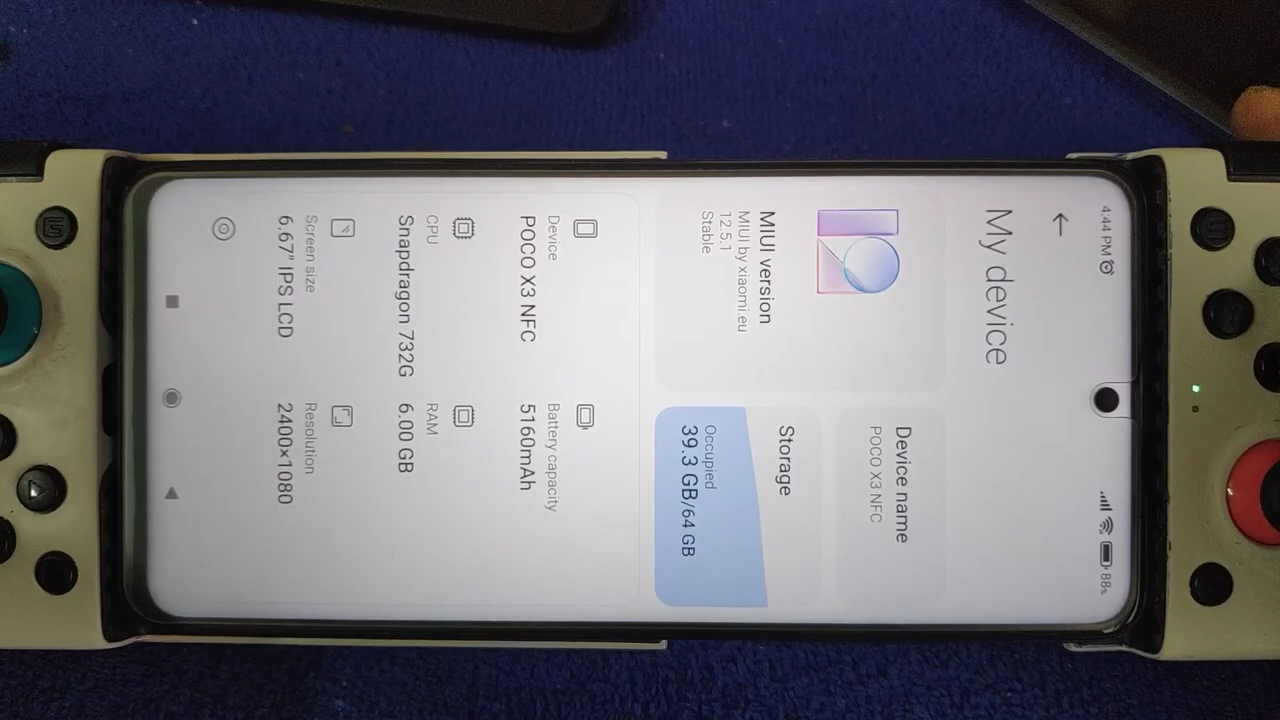 4:44 PM
88%
My device
MIUI version
MIUI by xiaomi.eu
12.5.1
Stable
Device name
POCO X3 NFC
Storage
Occupied
39.3 GB/64 GB
Device
POCO X3 NFC
Battery capacity
5160mAh
CPU
Snapdragon 732G
RAM
6.00 GB
Screen size
6.67" IPS LCD
Resolution
2400×1080